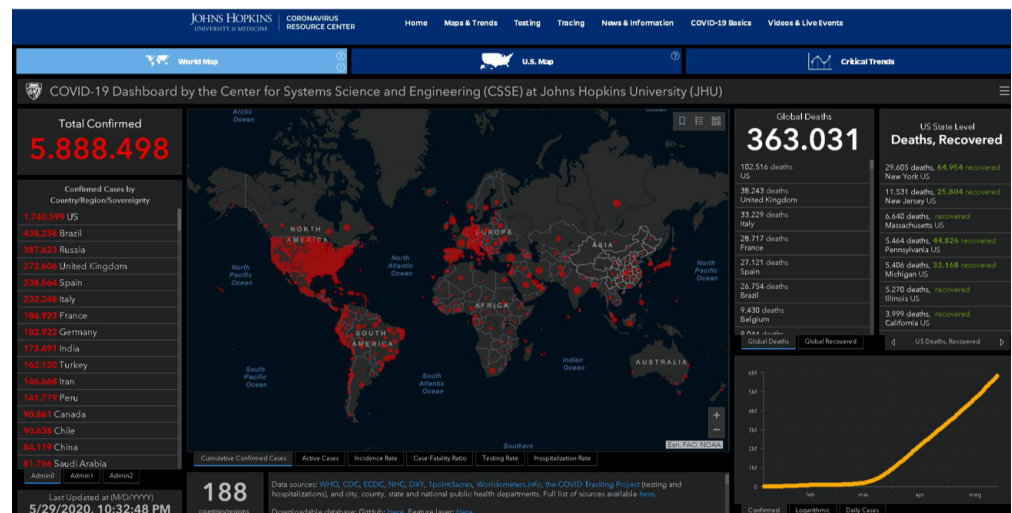 JOHNS HOPKINS
UNIVERSITY & MEDICINE
CORONAVIRUS
RESOURCE CENTER
Home Maps & Trends Testing Tracing News & Information COVID-19 Basics Videos & Live Events
World Map
U.S. Map
Critical Trends
COVID-19 Dashboard by the Center for Systems Science and Engineering (CSSE) at Johns Hopkins University (JHU)
Total Confirmed
5.888.498
Confirmed Cases by
Country/Region/Sovereignty
1.740.599 US
438.238 Brazil
387.623 Russia
272.606 United Kingdom
238.564 Spain
232.248 Italy
186.923 France
182.922 Germany
173.491 India
162.120 Turkey
146.668 Iran
141.779 Peru
90.861 Canada
90.638 Chile
84.119 China
81.766 Saudi Arabia
Admin0 Admin1 Admin2
Last Updated at (M/D/YYYY)
5/29/2020, 10:32:48 PM
Arctic
Ocean
NORTH
AMERICA
EUROPE
ASIA
North
Pacific
Ocean
North
Atlantic
Ocean
North
Pacific
Ocean
AFRICA
SOUTH
AMERICA
Indian
Ocean
AUSTRALIA
South
Pacific
Ocean
South
Atlantic
Ocean
Southern
+
−
Esri, FAO, NOAA
Cumulative Confirmed Cases Active Cases Incidence Rate Case-Fatality Ratio Testing Rate Hospitalization Rate
188
countries/regions
Data sources: WHO, CDC, ECDC, NHC, DXY, 1point3acres, Worldometers.info, the COVID Tracking Project (testing and
hospitalizations), and city, county, state and national public health departments. Full list of sources available here.
Downloadable database: GitHub: Here. Feature layer: Here.
Global Deaths
363.031
102.516 deaths
US
38.243 deaths
United Kingdom
33.229 deaths
Italy
28.717 deaths
France
27.121 deaths
Spain
26.754 deaths
Brazil
9.430 deaths
Belgium
Global Deaths Global Recovered
US State Level
Deaths, Recovered
29.605 deaths, 64.954 recovered
New York US
11.531 deaths, 25.804 recovered
New Jersey US
6.640 deaths, recovered
Massachusetts US
5.464 deaths, 44.826 recovered
Pennsylvania US
5.406 deaths, 33.168 recovered
Michigan US
5.270 deaths, recovered
Illinois US
3.999 deaths, recovered
California US
US Deaths, Recovered
6M
5M
4M
3M
2M
1M
0
feb mar apr mag
Confirmed Logarithmic Daily Cases